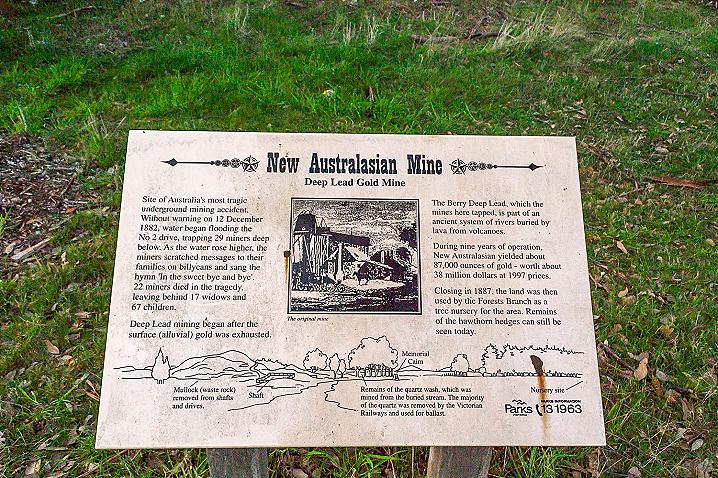 New Australasian Mine
Deep Lead Gold Mine
Site of Australia's most tragic
underground mining accident.
Without warning on 12 December
1882, water began flooding the
No 2 drive, trapping 29 miners deep
below. As the water rose higher, the
miners scratched messages to their
families on billycans and sang the
hymn 'In the sweet bye and bye'.
22 miners died in the tragedy,
leaving behind 17 widows and
67 children.
Deep Lead mining began after the
surface (alluvial) gold was exhausted.
The original mine
The Berry Deep Lead, which the
mines here tapped, is part of an
ancient system of rivers buried by
lava from volcanoes.
During nine years of operation,
New Australasian yielded about
87,000 ounces of gold - worth about
38 million dollars at 1997 prices.
Closing in 1887, the land was then
used by the Forests Branch as a
tree nursery for the area. Remains
of the hawthorn hedges can still be
seen today.
Mullock (waste rock)
removed from shafts
and drives.
Shaft
Memorial
Cairn
Remains of the quartz wash, which was
mined from the buried stream. The majority
of the quartz was removed by the Victorian
Railways and used for ballast.
Nursery site
Parks
PARKS INFORMATION
13 1963